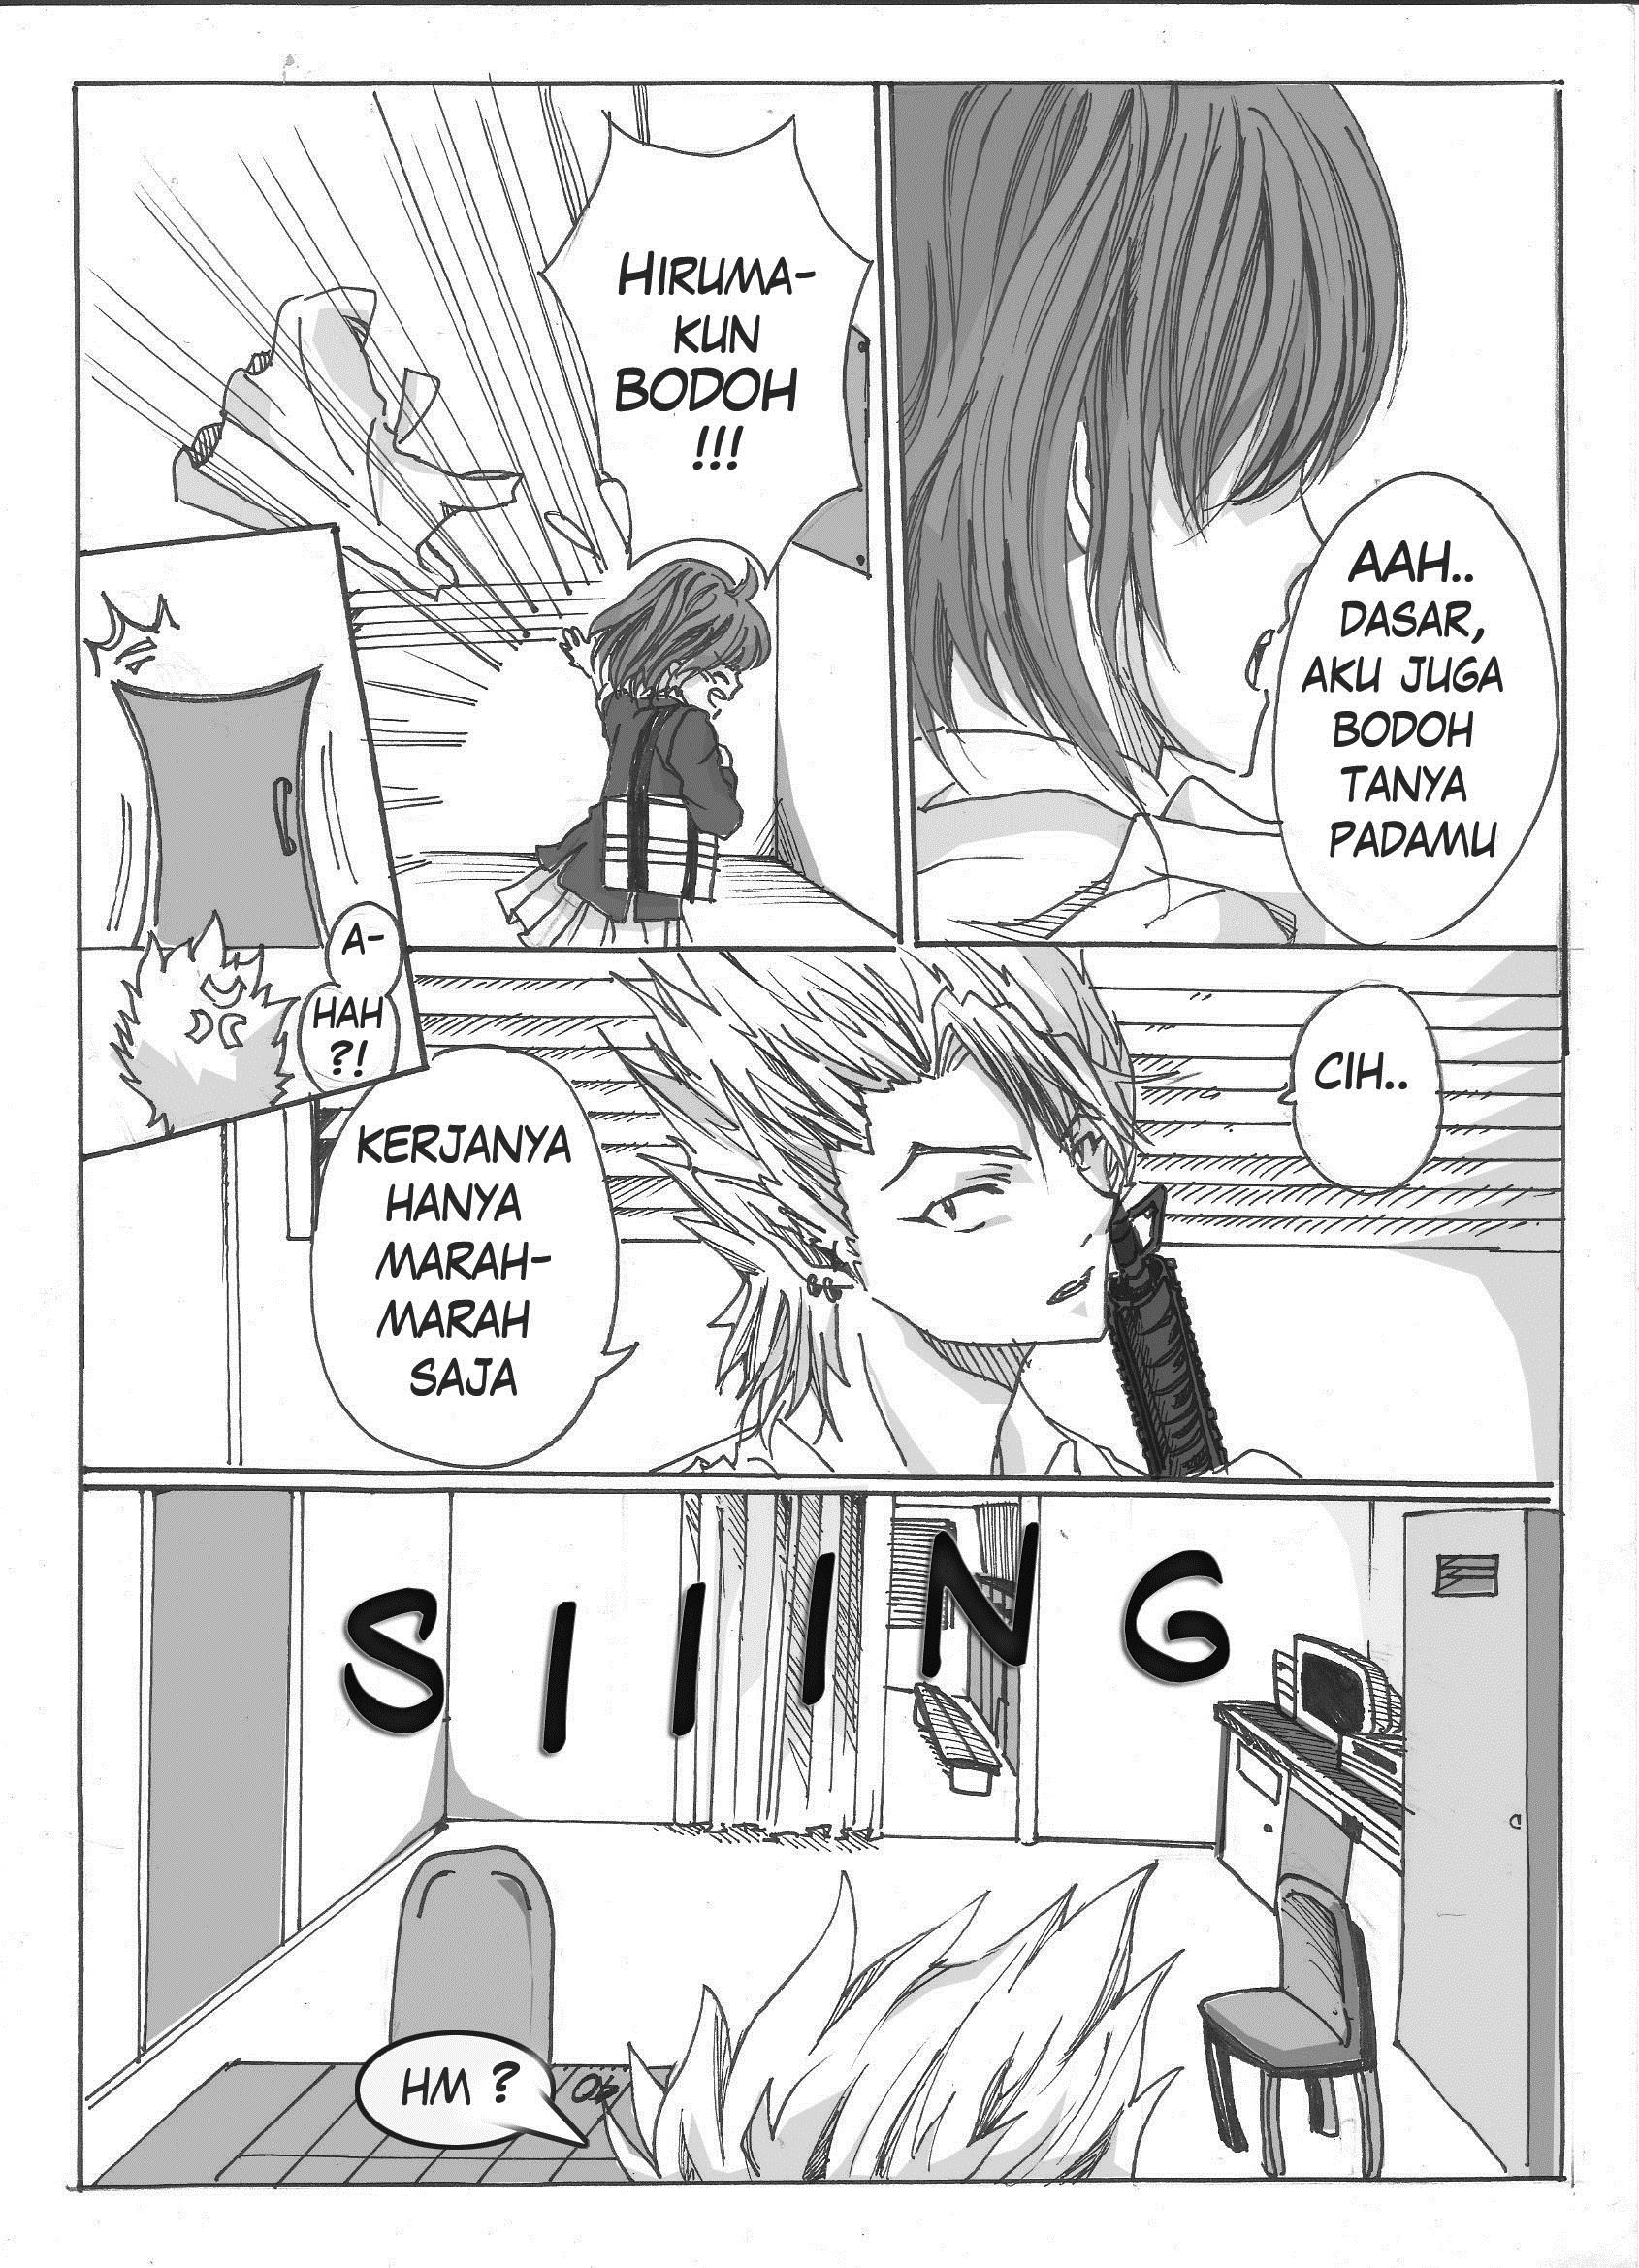 AAH..
DASAR,
AKU JUGA
BODOH
TANYA
PADAMU
HIRUMA-
KUN
BODOH
!!!
A-
HAH
?!
CIH..
KERJANYA
HANYA
MARAH-
MARAH
SAJA
SIIING
HM ?